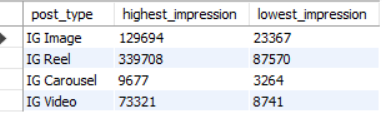 post_type highest_impression lowest_impression
IG Image 129694 23367
IG Reel 339708 87570
IG Carousel 9677 3264
IG Video 73321 8741